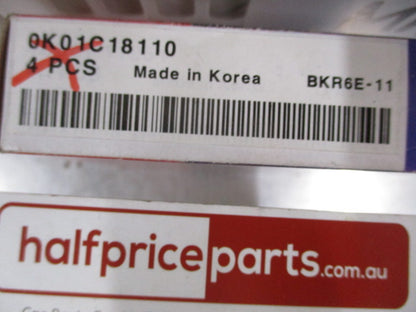 0K01C18110
4 PCS Made in Korea BKR6E-11
halfpriceparts.com.au